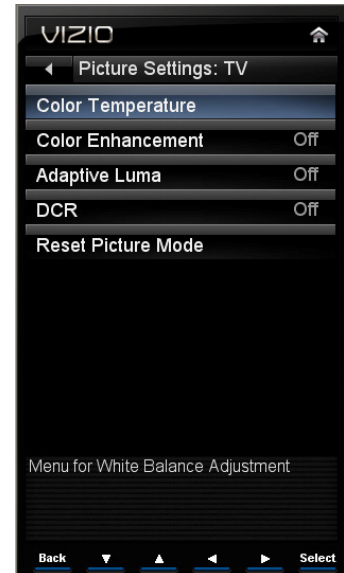 VIZIO
Picture Settings: TV
Color Temperature
Color Enhancement Off
Adaptive Luma Off
DCR Off
Reset Picture Mode
Menu for White Balance Adjustment
Back Select